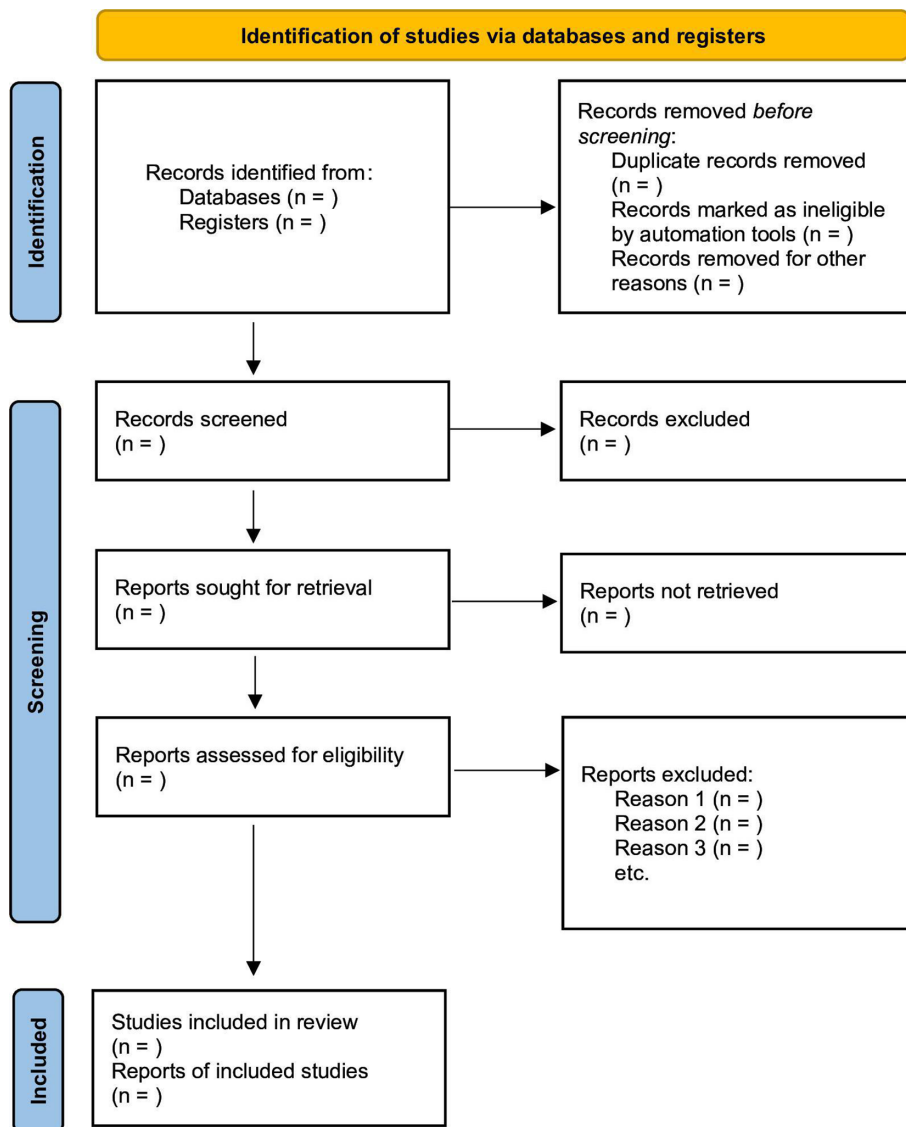 Identification of studies via databases and registers
Identification
Records identified from:
Databases (n = )
Registers (n = )
Records removed before
screening:
Duplicate records removed
(n = )
Records marked as ineligible
by automation tools (n = )
Records removed for other
reasons (n = )
Screening
Records screened
(n = )
Records excluded
(n = )
Reports sought for retrieval
(n = )
Reports not retrieved
(n = )
Reports assessed for eligibility
(n = )
Reports excluded:
Reason 1 (n = )
Reason 2 (n = )
Reason 3 (n = )
etc.
Included
Studies included in review
(n = )
Reports of included studies
(n = )